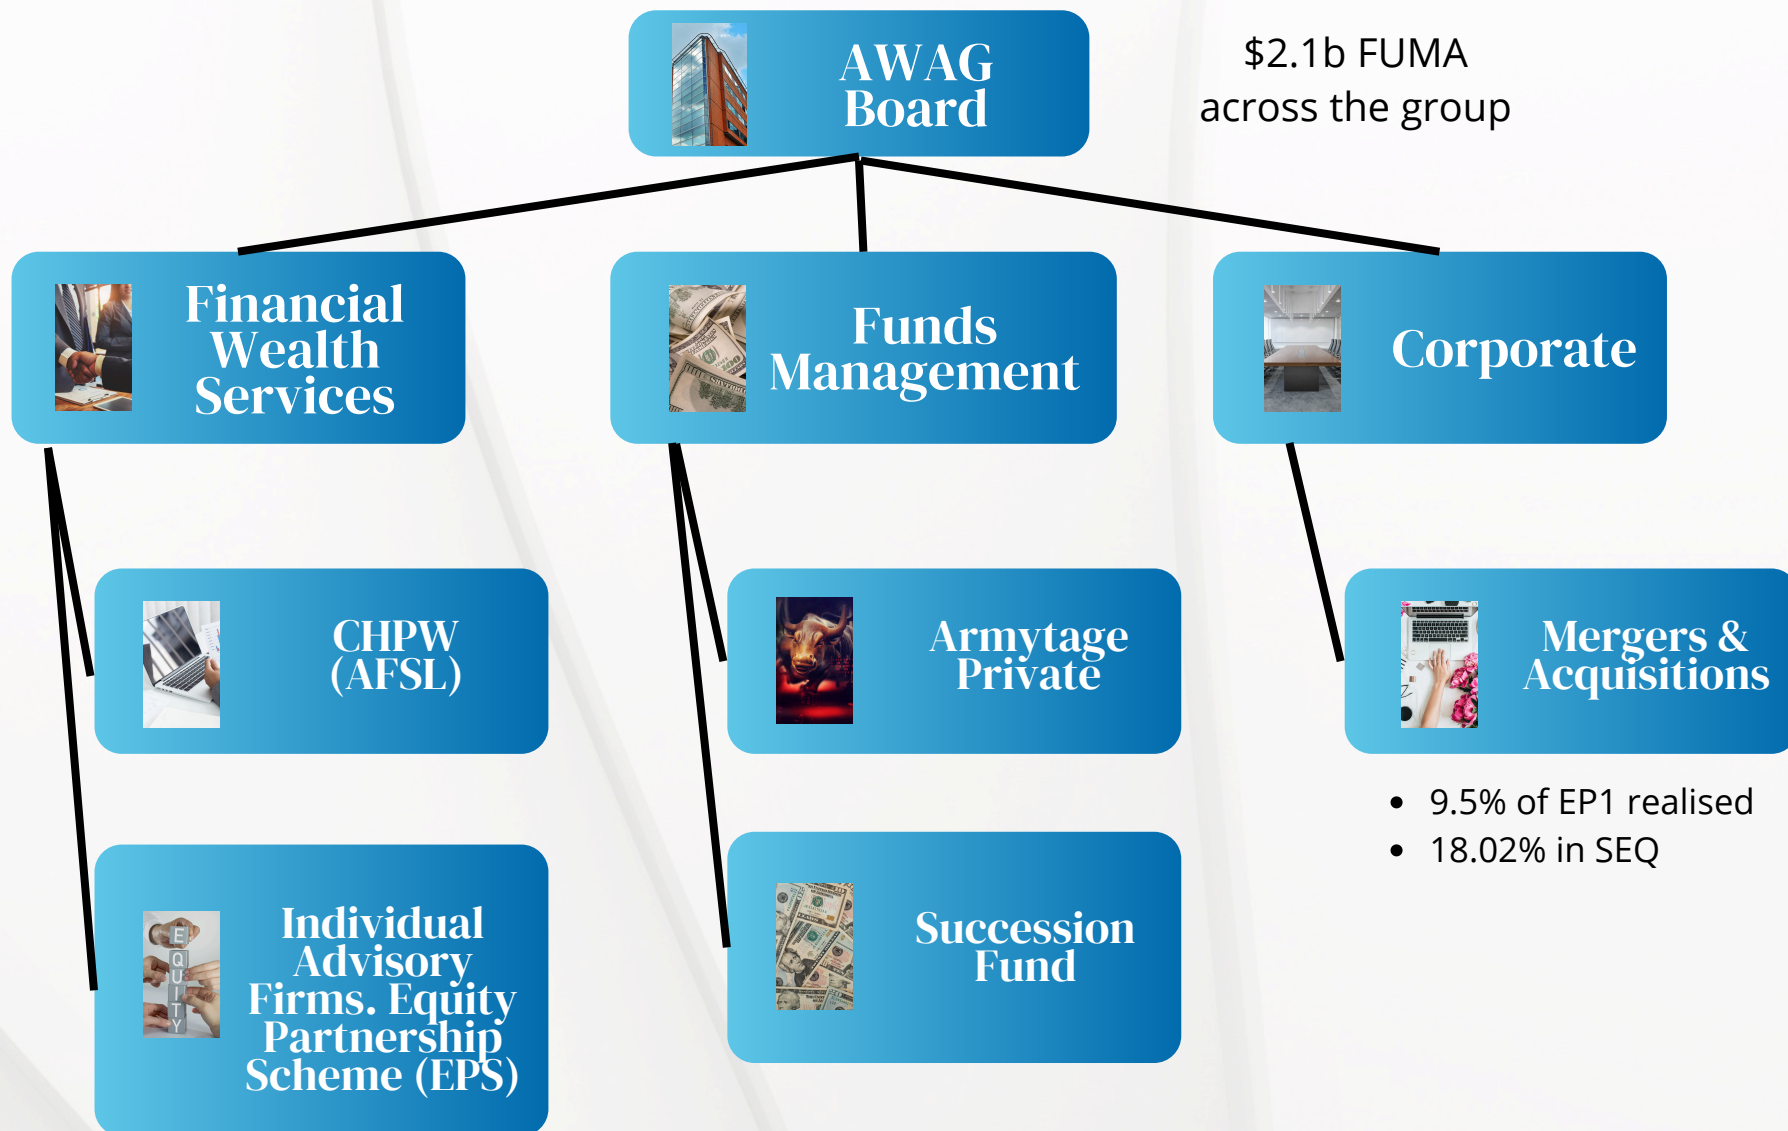 AWAG
Board
$2.1b FUMA
across the group
Financial
Wealth
Services
Funds
Management
Corporate
CHPW
(AFSL)
Armytage
Private
Mergers &
Acquisitions
• 9.5% of EP1 realised
• 18.02% in SEQ
Individual
Advisory
Firms. Equity
Partnership
Scheme (EPS)
E
Q
U
I
T
Y
Succession
Fund